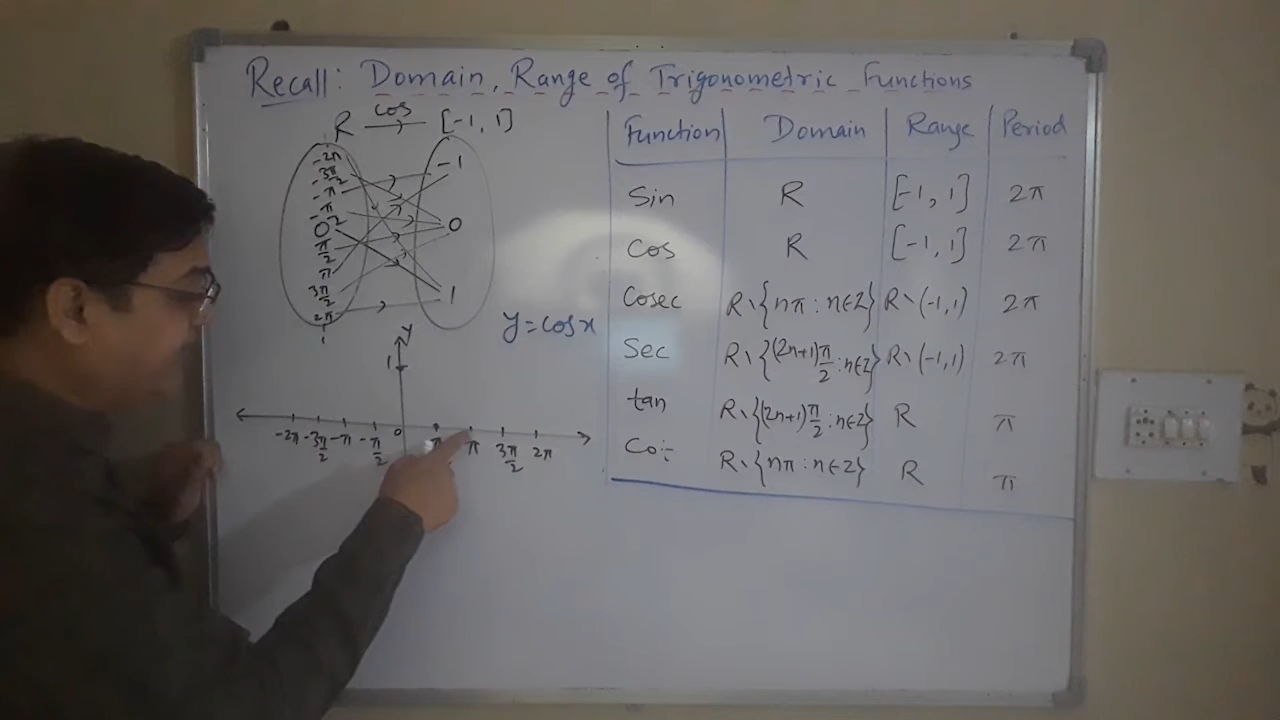 Recall: Domain, Range of Trigonometric Functions
R cos→ [-1, 1]
-2π
-3π/2
-π
-π/2
0
π/2
π
3π/2
2π
-1
0
1
y = cos x
Y
1
-2π -3π/2 -π -π/2 0 π π 3π/2 2π
Function Domain Range Period
Sin R [-1, 1] 2π
Cos R [-1, 1] 2π
Cosec R \ {nπ : n∈Z} R \ (-1, 1) 2π
Sec R \ {(2n+1)π/2 : n∈Z} R \ (-1, 1) 2π
tan R \ {(2n+1)π/2 : n∈Z} R π
Cot R \ {nπ : n∈Z} R π